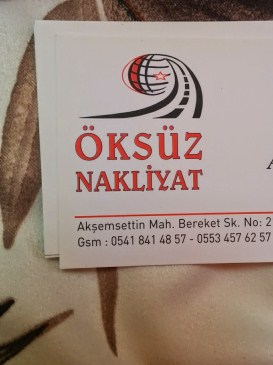 ÖKSÜZ
NAKLİYAT
Akşemsettin Mah. Bereket Sk. No: 2
Gsm : 0541 841 48 57 - 0553 457 62 57